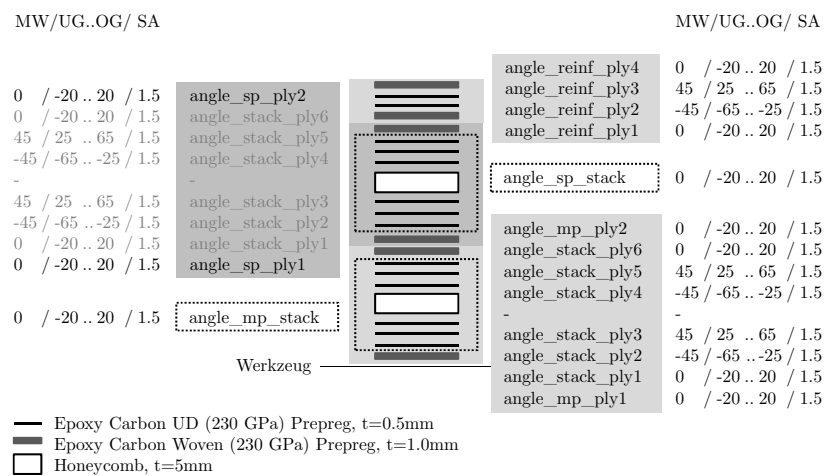 MW/UG..OG/ SA
0 / -20 .. 20 / 1.5 angle_sp_ply2
0 / -20 .. 20 / 1.5 angle_stack_ply6
45 / 25 .. 65 / 1.5 angle_stack_ply5
-45 / -65 .. -25 / 1.5 angle_stack_ply4
- -
45 / 25 .. 65 / 1.5 angle_stack_ply3
-45 / -65 .. -25 / 1.5 angle_stack_ply2
0 / -20 .. 20 / 1.5 angle_stack_ply1
0 / -20 .. 20 / 1.5 angle_sp_ply1
0 / -20 .. 20 / 1.5 angle_mp_stack
Werkzeug
MW/UG..OG/ SA
angle_reinf_ply4 0 / -20 .. 20 / 1.5
angle_reinf_ply3 45 / 25 .. 65 / 1.5
angle_reinf_ply2 -45 / -65 .. -25 / 1.5
angle_reinf_ply1 0 / -20 .. 20 / 1.5
angle_sp_stack 0 / -20 .. 20 / 1.5
angle_mp_ply2 0 / -20 .. 20 / 1.5
angle_stack_ply6 0 / -20 .. 20 / 1.5
angle_stack_ply5 45 / 25 .. 65 / 1.5
angle_stack_ply4 -45 / -65 .. -25 / 1.5
- -
angle_stack_ply3 45 / 25 .. 65 / 1.5
angle_stack_ply2 -45 / -65 .. -25 / 1.5
angle_stack_ply1 0 / -20 .. 20 / 1.5
angle_mp_ply1 0 / -20 .. 20 / 1.5
Epoxy Carbon UD (230 GPa) Prepreg, t=0.5mm
Epoxy Carbon Woven (230 GPa) Prepreg, t=1.0mm
Honeycomb, t=5mm